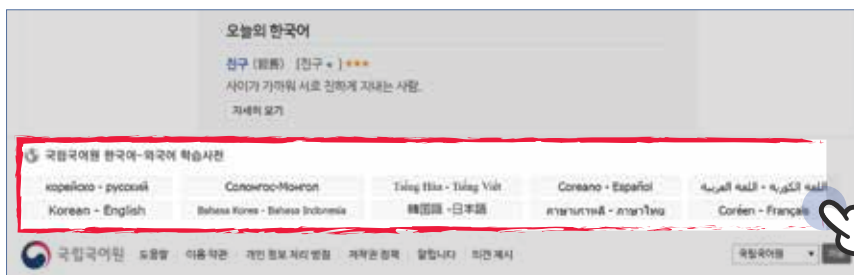 오늘의 한국어
친구 (親舊) [친구 ] ★★★
사이가 가까워 서로 친하게 지내는 사람.
자세히 보기
국립국어원 한국어-외국어 학습사전
Солонгос-Монгол
Tiếng Hàn - Tiếng Việt
Coreano - Español
Korean - English
Bahasa Korea - Bahasa Indonesia
韓国語 -日本語
ภาษาเกาหลี - ภาษาไทย
Coréen - Français
국립국어원 도움말 이용 약관 개인 정보 처리 방침 저작권 정책 알립니다 의견 제시 국립국어원